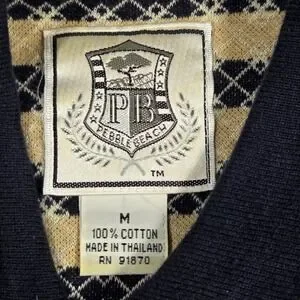 PB
PEBBLE BEACH
TM
M
100% COTTON
MADE IN THAILAND
RN 91870